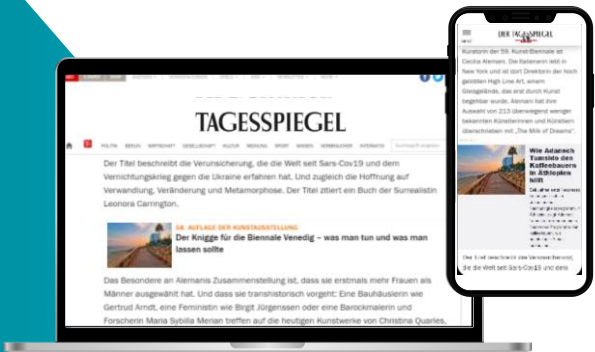 TAGESSPIEGEL
POLITIK BERLIN WIRTSCHAFT GESELLSCHAFT KULTUR MEINUNG SPORT WISSEN VERBRAUCHER INTERAKTIV
Der Titel beschreibt die Verunsicherung, die die Welt seit Sars-Cov19 und dem
Vernichtungskrieg gegen die Ukraine erfahren hat. Und zugleich die Hoffnung auf
Verwandlung, Veränderung und Metamorphose. Der Titel zitiert ein Buch der Surrealistin
Leonora Carrington.
58. AUFLAGE DER KUNSTAUSSTELLUNG
Der Knigge für die Biennale Venedig – was man tun und was man
lassen sollte
Das Besondere an Alemanis Zusammenstellung ist, dass sie erstmals mehr Frauen als
Männer ausgewählt hat. Und dass sie transhistorisch vorgeht: Eine Bauhäuslerin wie
Gertrud Arndt, eine Feministin wie Birgit Jürgenssen oder eine Barockmalerin und
Forscherin Maria Sibylla Merian treffen auf die heutigen Kunstwerke von Christina Quarles,
DER TAGESSPIEGEL
Kuratorin der 59. Kunst-Biennale ist
Cecilia Alemani. Die Italienerin lebt in
New York und ist dort Direktorin der hoch
gelobten High Line Art, einem
Gleisgelände, das erst durch Kunst
begehbar wurde. Alemani hat ihre
Auswahl von 213 überwiegend weniger
bekannten Künstlerinnen und Künstlern
überschrieben mit „The Milk of Dreams".
Wie Adanech
Tumsido den
Kaffeebauern
in Äthiopien
hilft
Der Titel beschreibt die Verunsicherung,
die die Welt seit Sars-Cov19 und dem